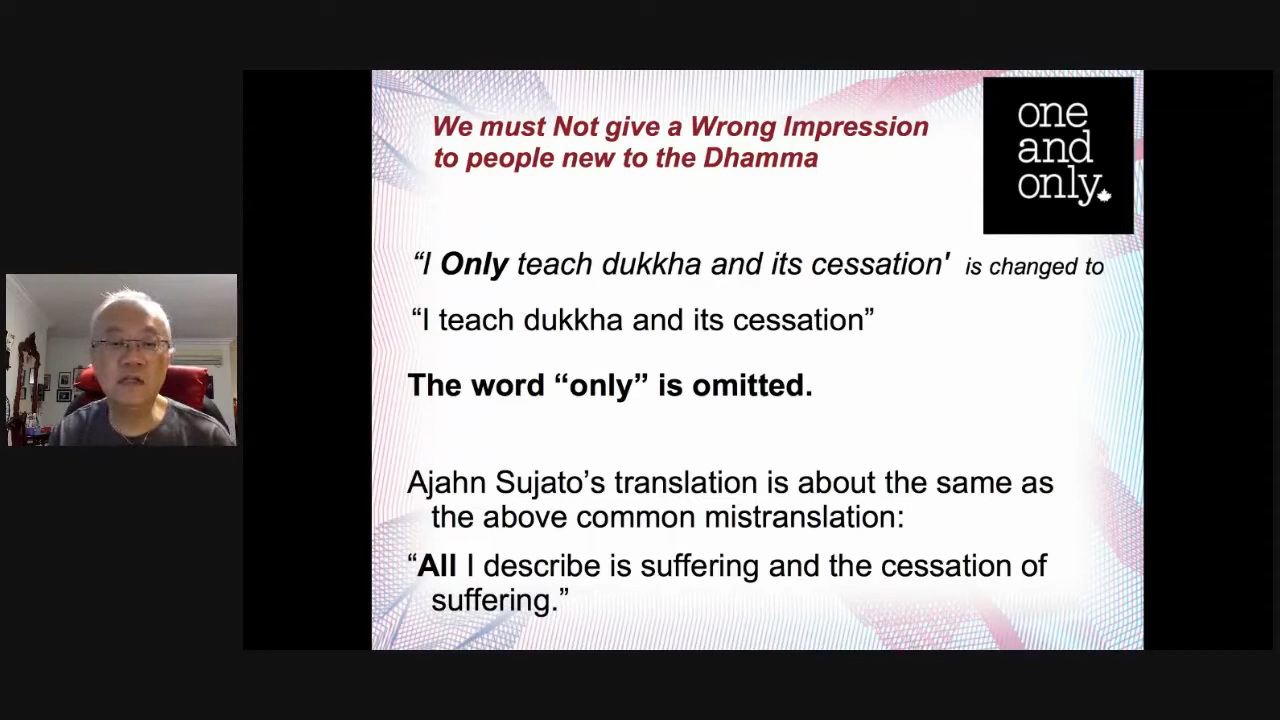 We must Not give a Wrong Impression
to people new to the Dhamma
one
and
only.
“I Only teach dukkha and its cessation' is changed to
“I teach dukkha and its cessation”
The word “only” is omitted.
Ajahn Sujato’s translation is about the same as
the above common mistranslation:
“All I describe is suffering and the cessation of
suffering.”